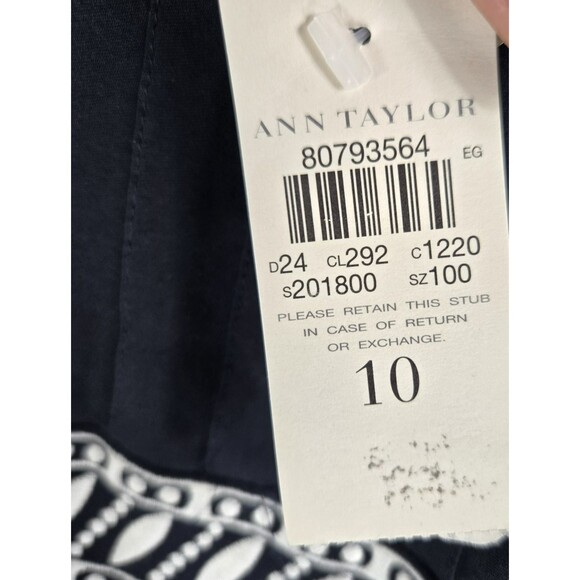 ANN TAYLOR
80793564 EG
D24 CL292 C1220
S201800 SZ100
PLEASE RETAIN THIS STUB
IN CASE OF RETURN
OR EXCHANGE.
10